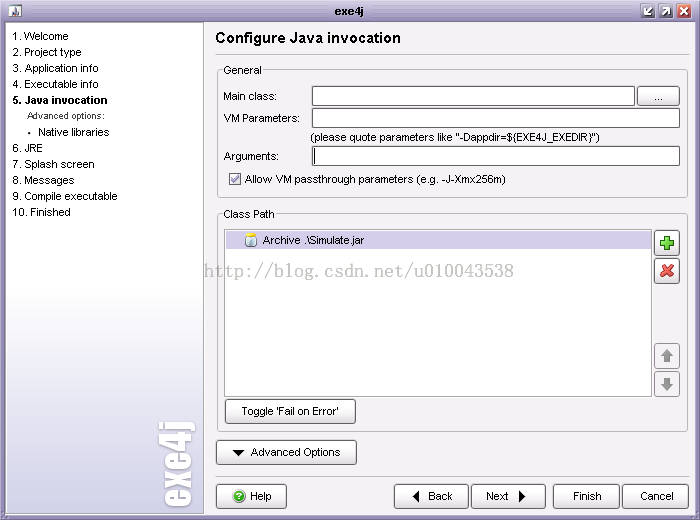 exe4j
1. Welcome
2. Project type
3. Application info
4. Executable info
5. Java invocation
Advanced options:
• Native libraries
6. JRE
7. Splash screen
8. Messages
9. Compile executable
10. Finished
exe4j
Configure Java invocation
General
Main class:
...
VM Parameters:
(please quote parameters like "-Dappdir=${EXE4J_EXEDIR}")
Arguments:
Allow VM passthrough parameters (e.g. -J-Xmx256m)
Class Path
Archive .\Simulate.jar
http://blog.csdn.net/u010043538
Toggle 'Fail on Error'
Advanced Options
Help
Back
Next
Finish
Cancel